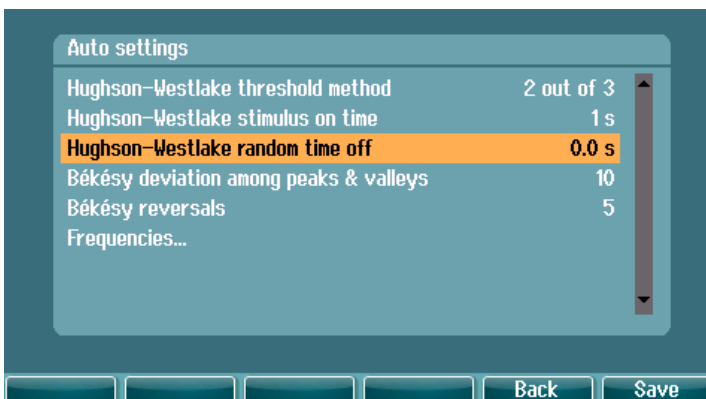 Auto settings
Hughson-Westlake threshold method 2 out of 3
Hughson-Westlake stimulus on time 1 s
Hughson-Westlake random time off 0.0 s
Békésy deviation among peaks & valleys 10
Békésy reversals 5
Frequencies...
Back Save